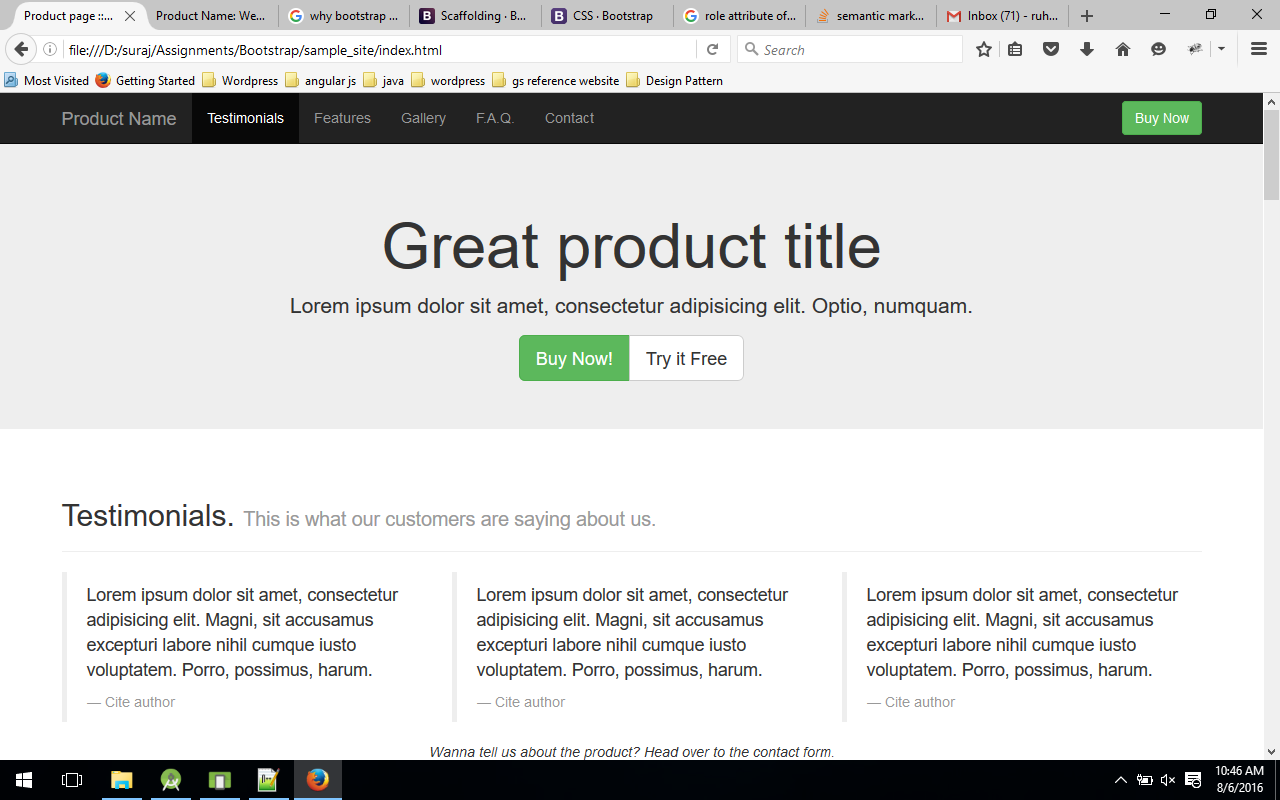 Product page ::...
Product Name: We...
why bootstrap ...
Scaffolding · B...
CSS · Bootstrap
role attribute of...
semantic mark...
Inbox (71) - ruh...
file:///D:/suraj/Assignments/Bootstrap/sample_site/index.html
Search
Most Visited
Getting Started
Wordpress
angular js
java
wordpress
gs reference website
Design Pattern
Product Name
Testimonials
Features
Gallery
F.A.Q.
Contact
Buy Now
Great product title
Lorem ipsum dolor sit amet, consectetur adipisicing elit. Optio, numquam.
Buy Now!
Try it Free
Testimonials. This is what our customers are saying about us.
Lorem ipsum dolor sit amet, consectetur
adipisicing elit. Magni, sit accusamus
excepturi labore nihil cumque iusto
voluptatem. Porro, possimus, harum.
— Cite author
Lorem ipsum dolor sit amet, consectetur
adipisicing elit. Magni, sit accusamus
excepturi labore nihil cumque iusto
voluptatem. Porro, possimus, harum.
— Cite author
Lorem ipsum dolor sit amet, consectetur
adipisicing elit. Magni, sit accusamus
excepturi labore nihil cumque iusto
voluptatem. Porro, possimus, harum.
— Cite author
Wanna tell us about the product? Head over to the contact form.
10:46 AM
8/6/2016